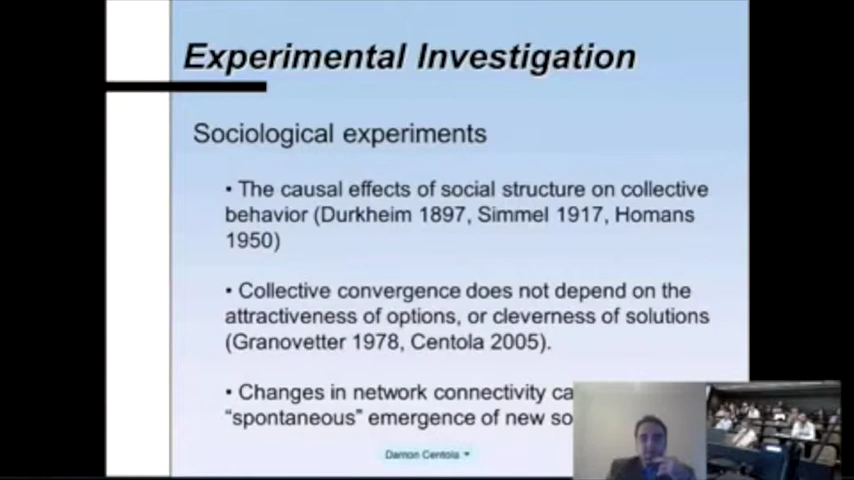 Experimental Investigation
Sociological experiments
• The causal effects of social structure on collective
behavior (Durkheim 1897, Simmel 1917, Homans
1950)
• Collective convergence does not depend on the
attractiveness of options, or cleverness of solutions
(Granovetter 1978, Centola 2005).
• Changes in network connectivity
"spontaneous" emergence of new
Damon Centola